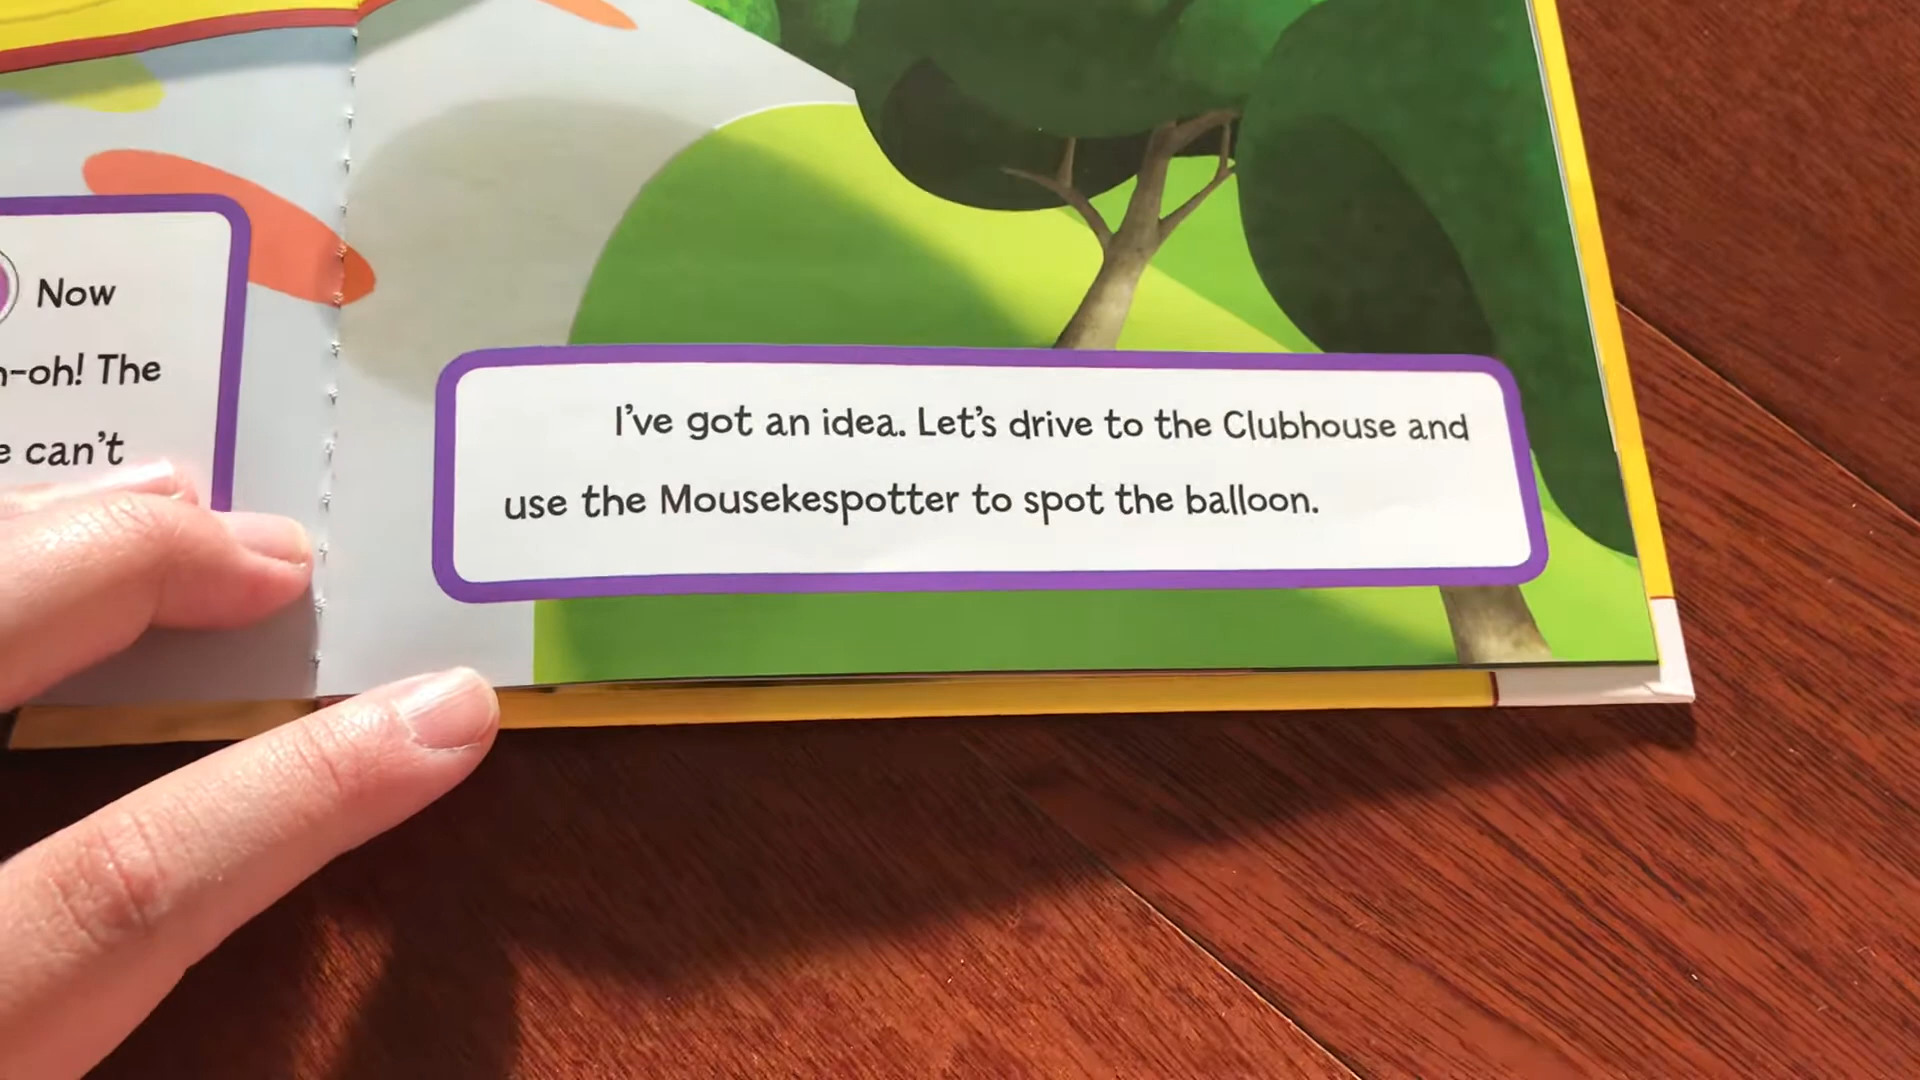 Now
The
can't
I've got an idea. Let's drive to the Clubhouse and
use the Mousekespotter to spot the balloon.